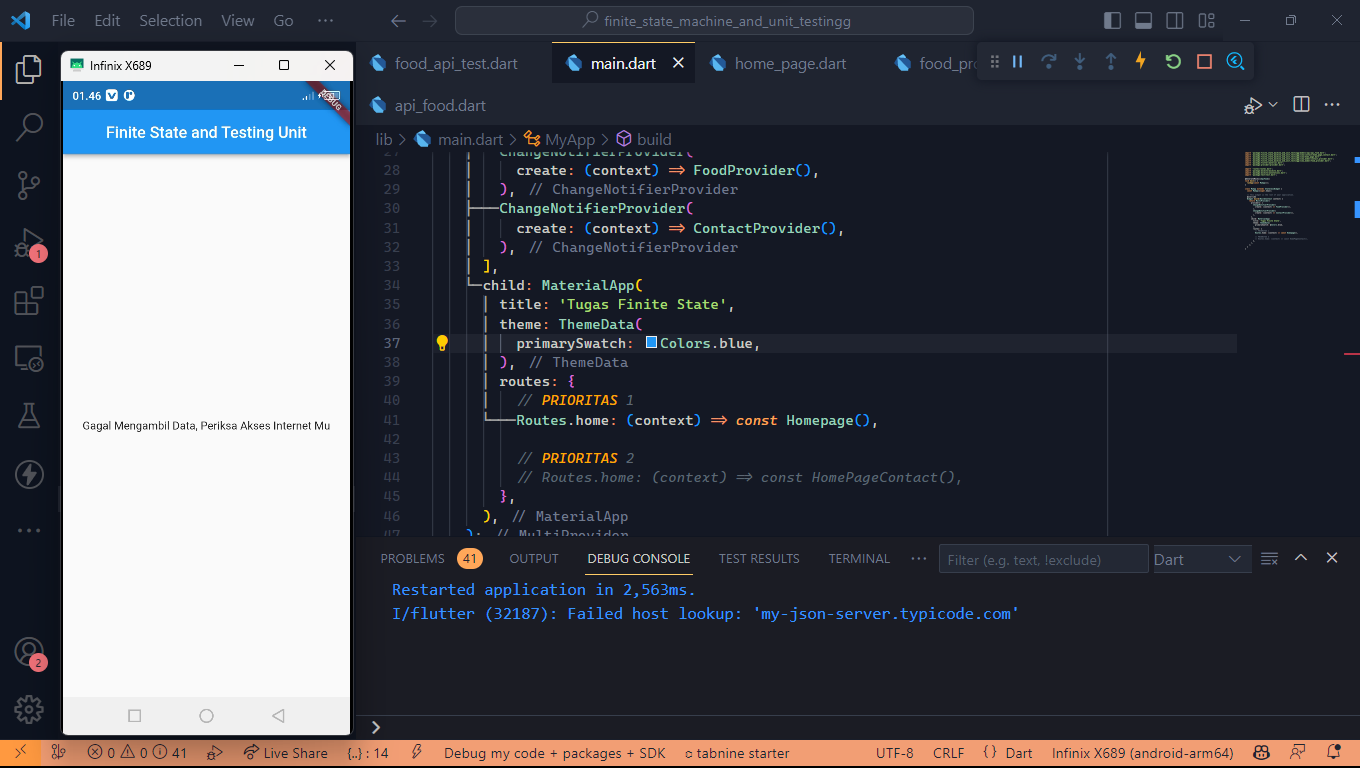 File Edit Selection View Go ···
finite_state_machine_and_unit_testingg
Infinix X689
01.46
DEBUG
Finite State and Testing Unit
Gagal Mengambil Data, Periksa Akses Internet Mu
1
2
food_api_test.dart
main.dart
home_page.dart
food_pro
api_food.dart
lib > main.dart > MyApp > build
27 ChangeNotifierProvider(
28 create: (context) => FoodProvider(),
29 ), // ChangeNotifierProvider
30 ChangeNotifierProvider(
31 create: (context) => ContactProvider(),
32 ), // ChangeNotifierProvider
33 ],
34 child: MaterialApp(
35 title: 'Tugas Finite State',
36 theme: ThemeData(
37 primarySwatch: Colors.blue,
38 ), // ThemeData
39 routes: {
40 // PRIORITAS 1
41 Routes.home: (context) => const Homepage(),
42
43 // PRIORITAS 2
44 // Routes.home: (context) => const HomePageContact(),
45 },
46 ), // MaterialApp
47 ); // MultiProvider
PROBLEMS 41 OUTPUT DEBUG CONSOLE TEST RESULTS TERMINAL ··· Filter (e.g. text, !exclude) Dart
Restarted application in 2,563ms.
I/flutter (32187): Failed host lookup: 'my-json-server.typicode.com'
>
0 0 41 Live Share {..} : 14 Debug my code + packages + SDK tabnine starter UTF-8 CRLF {} Dart Infinix X689 (android-arm64)